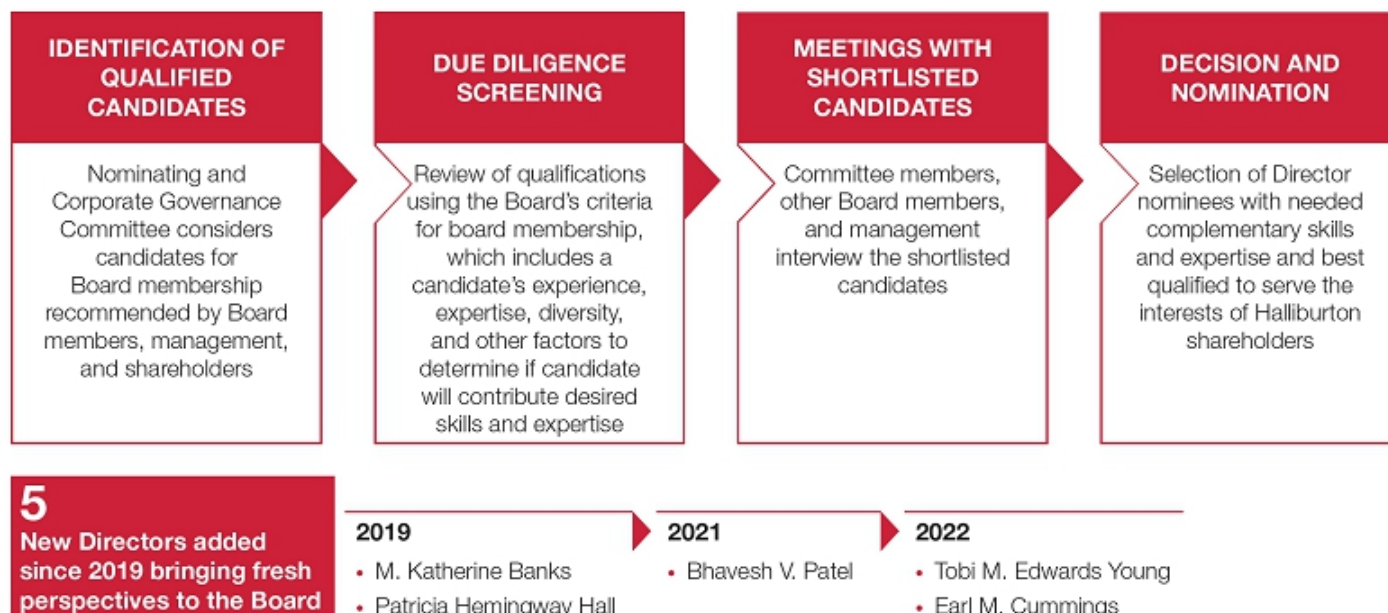 IDENTIFICATION OF
QUALIFIED
CANDIDATES
Nominating and
Corporate Governance
Committee considers
candidates for
Board membership
recommended by Board
members, management,
and shareholders
DUE DILIGENCE
SCREENING
Review of qualifications
using the Board's criteria
for board membership,
which includes a
candidate's experience,
expertise, diversity,
and other factors to
determine if candidate
will contribute desired
skills and expertise
MEETINGS WITH
SHORTLISTED
CANDIDATES
Committee members,
other Board members,
and management
interview the shortlisted
candidates
DECISION AND
NOMINATION
Selection of Director
nominees with needed
complementary skills
and expertise and best
qualified to serve the
interests of Halliburton
shareholders
5
New Directors added
since 2019 bringing fresh
perspectives to the Board
2019
• M. Katherine Banks
• Patricia Hemingway Hall
2021
• Bhavesh V. Patel
2022
• Tobi M. Edwards Young
• Earl M. Cummings